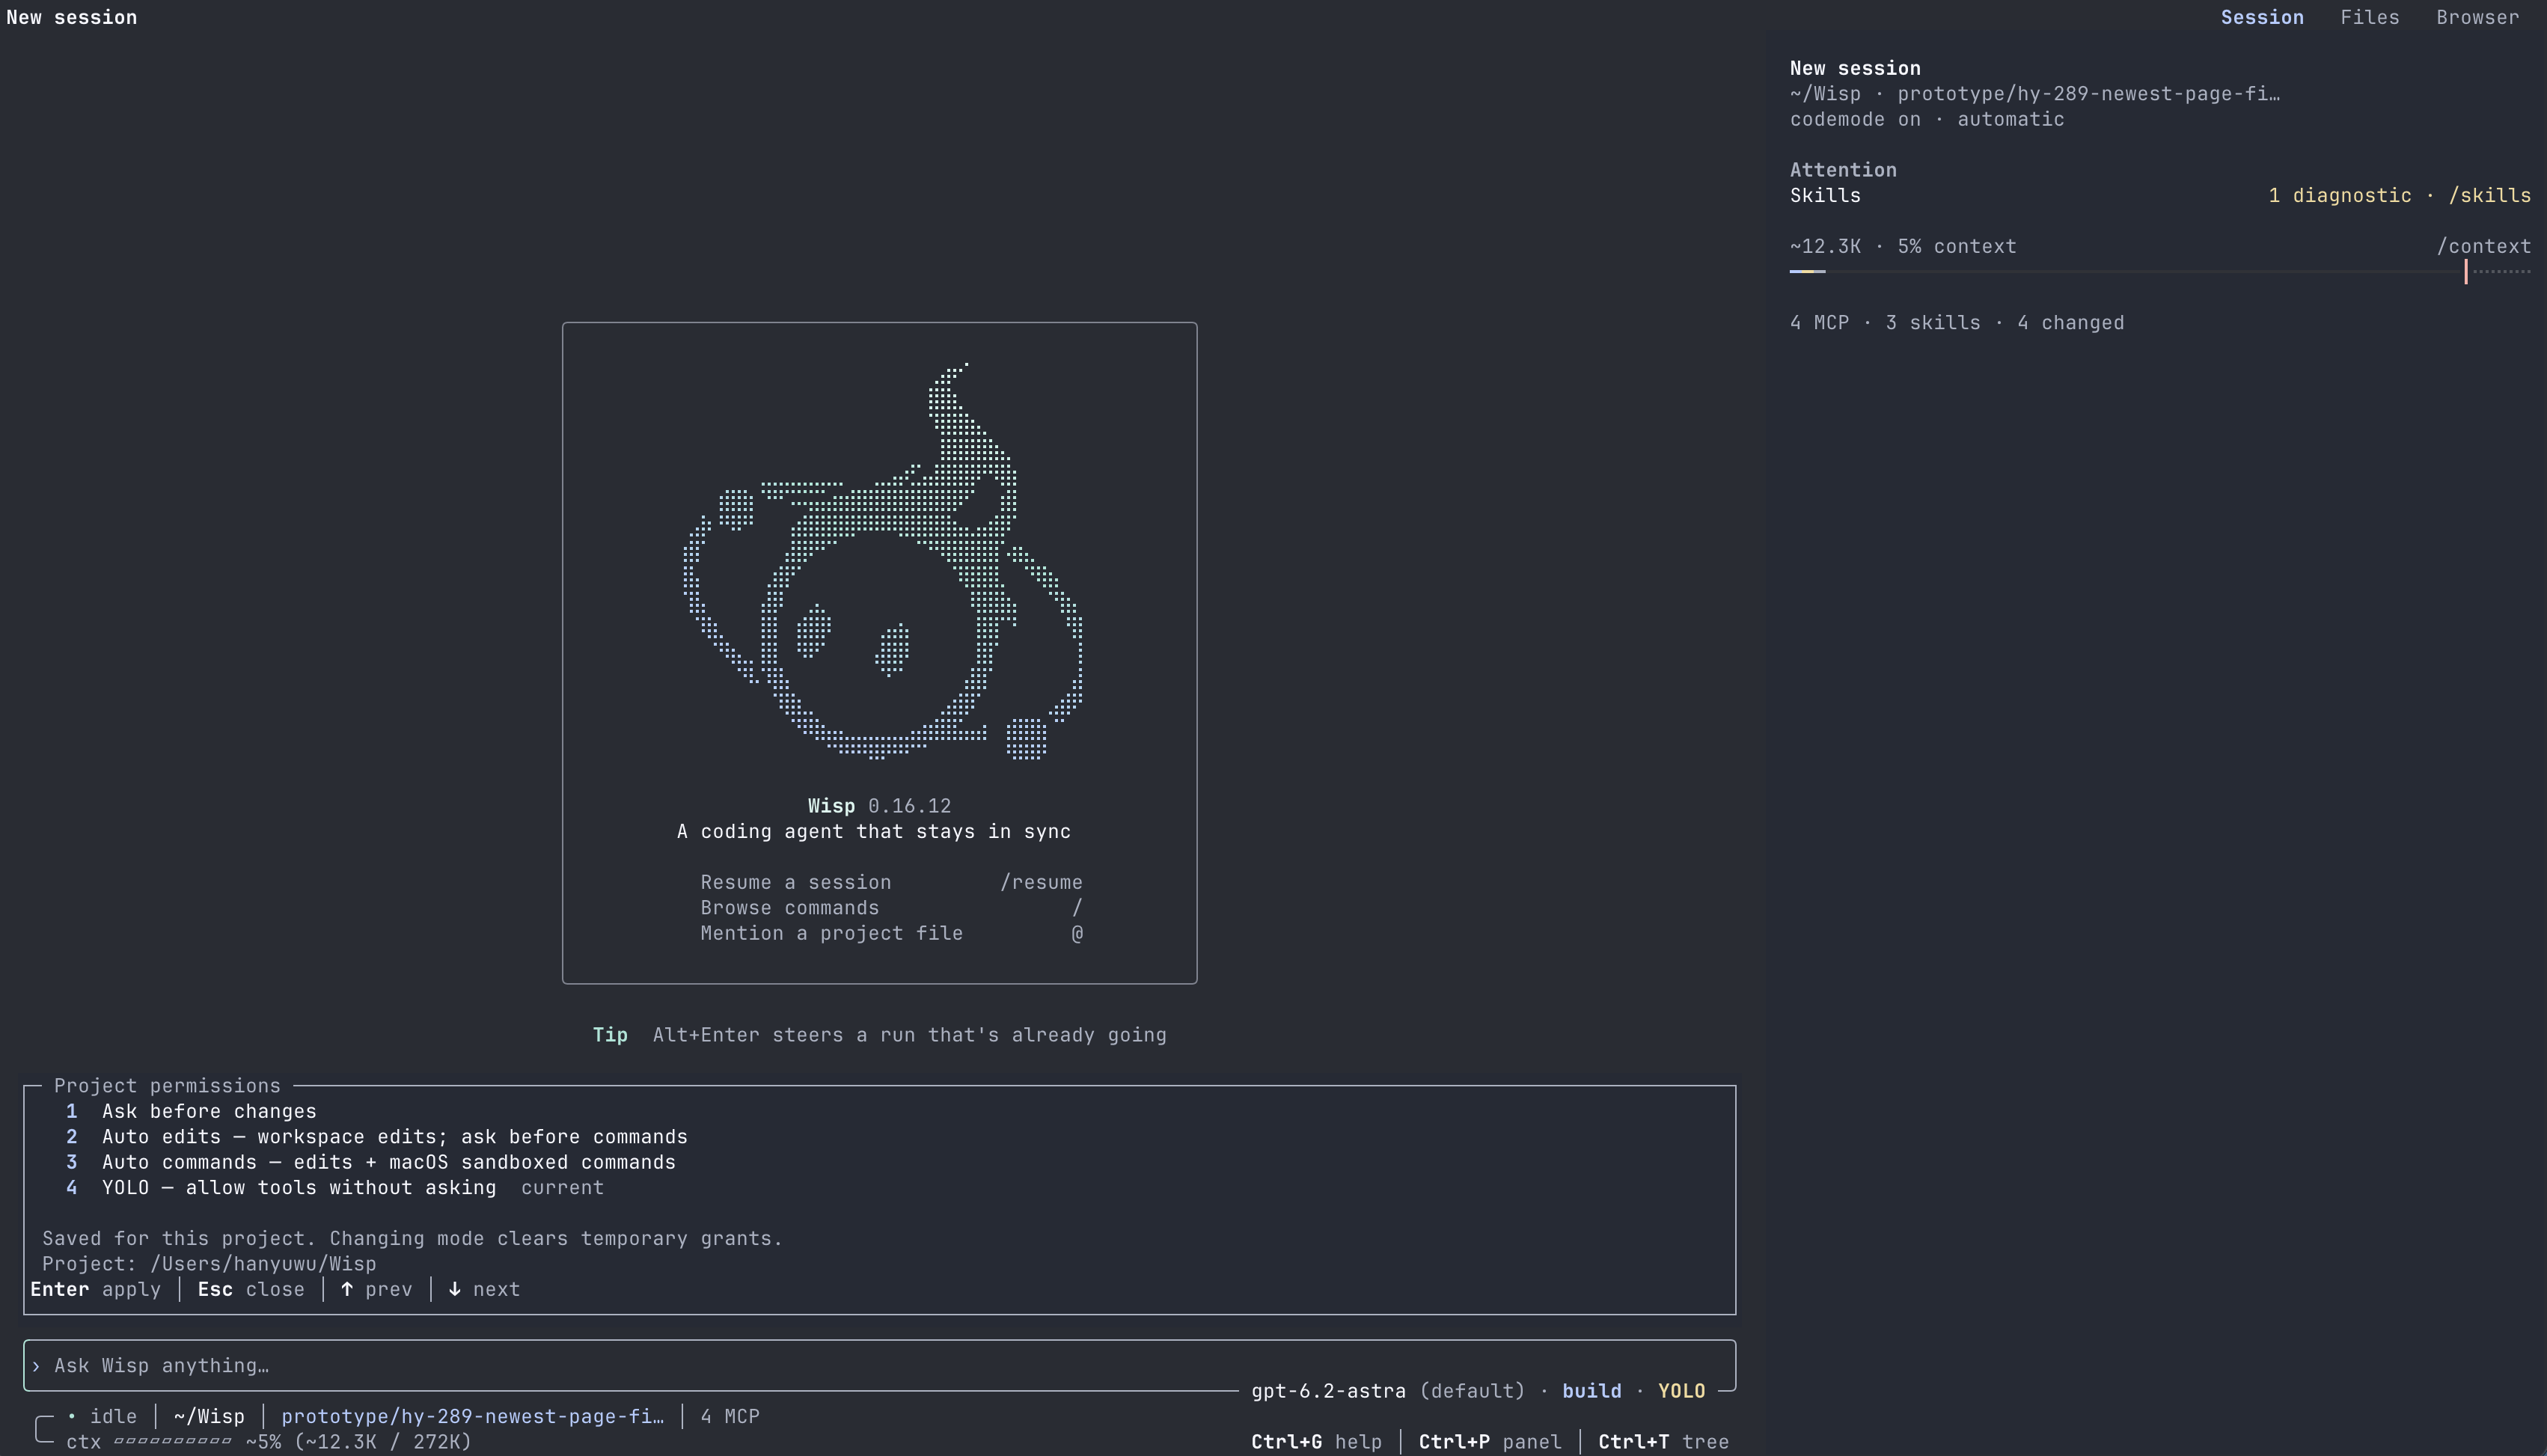 New session
Session Files Browser
New session
~/Wisp · prototype/hy-289-newest-page-fi…
codemode on · automatic
Attention
Skills 1 diagnostic · /skills
~12.3K · 5% context /context
4 MCP · 3 skills · 4 changed
Wisp 0.16.12
A coding agent that stays in sync
Resume a session /resume
Browse commands /
Mention a project file @
Tip Alt+Enter steers a run that's already going
Project permissions
1 Ask before changes
2 Auto edits — workspace edits; ask before commands
3 Auto commands — edits + macOS sandboxed commands
4 YOLO — allow tools without asking current
Saved for this project. Changing mode clears temporary grants.
Project: /Users/hanyuwu/Wisp
Enter apply │ Esc close │ ↑ prev │ ↓ next
› Ask Wisp anything…
gpt-6.2-astra (default) · build · YOLO
• idle │ ~/Wisp │ prototype/hy-289-newest-page-fi… │ 4 MCP
ctx ▱▱▱▱▱▱▱▱▱▱ ~5% (~12.3K / 272K)
Ctrl+G help │ Ctrl+P panel │ Ctrl+T tree